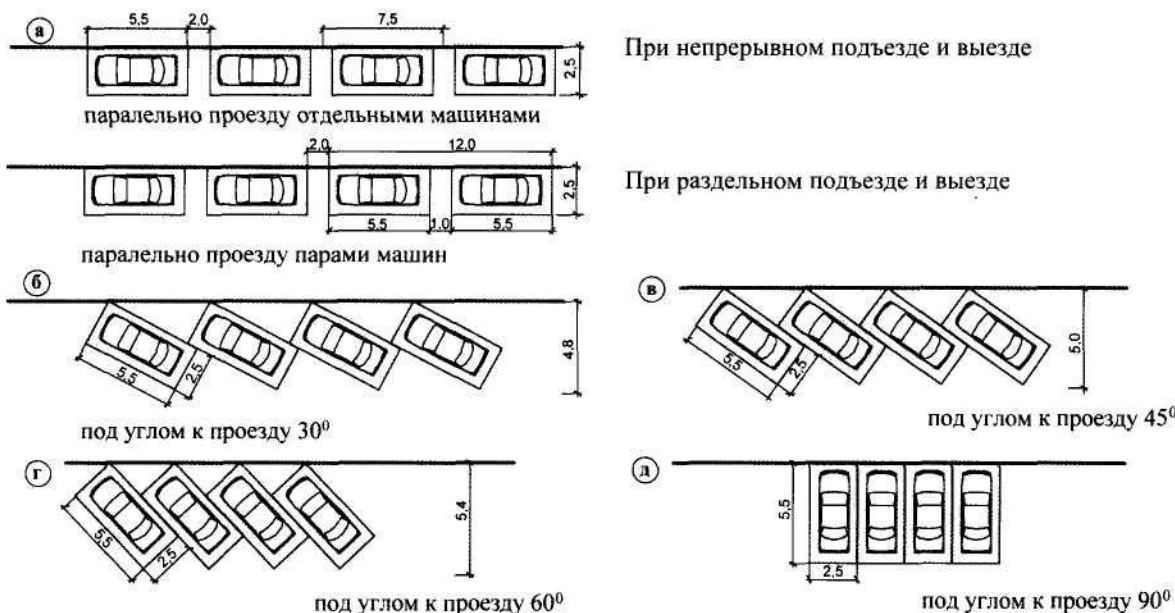 а
5,5
2,0
7,5
2,5
При непрерывном подъезде и выезде
паралельно проезду отдельными машинами
2,0
12,0
2,5
При раздельном подъезде и выезде
5,5
1,0
5,5
паралельно проезду парами машин
б
5,5
2,5
4,8
под углом к проезду 30⁰
в
5,5
2,5
5,0
под углом к проезду 45⁰
г
5,5
2,5
5,4
под углом к проезду 60⁰
д
5,5
2,5
под углом к проезду 90⁰